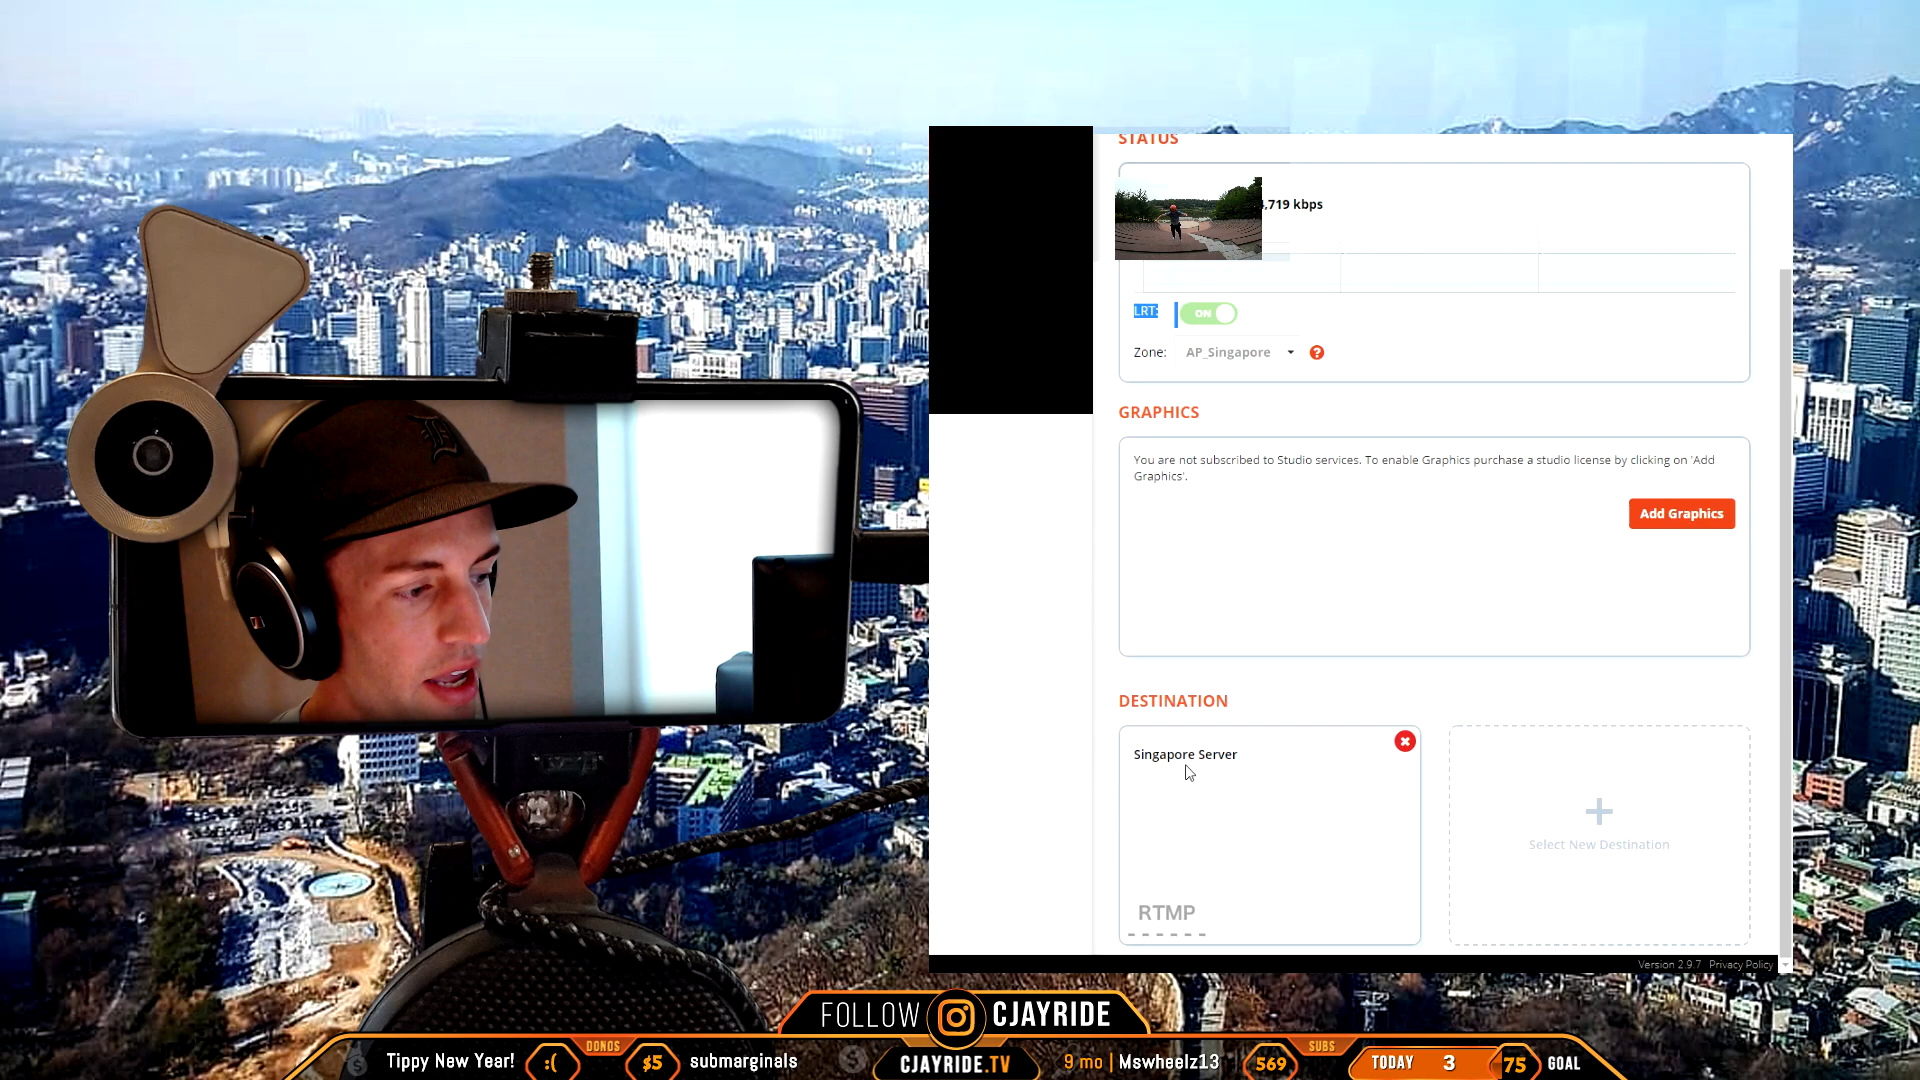 STATUS
,719 kbps
LRT:
ON
Zone: AP_Singapore ?
GRAPHICS
You are not subscribed to Studio services. To enable Graphics purchase a studio license by clicking on 'Add
Graphics'.
Add Graphics
DESTINATION
Singapore Server
Select New Destination
RTMP
Version 2.9.7 Privacy Policy
FOLLOW CJAYRIDE
DONOS
SUBS
Tippy New Year! :( $5 submarginals
CJAYRIDE.TV
9 mo | Mswheelz13 569
TODAY 3 75 GOAL